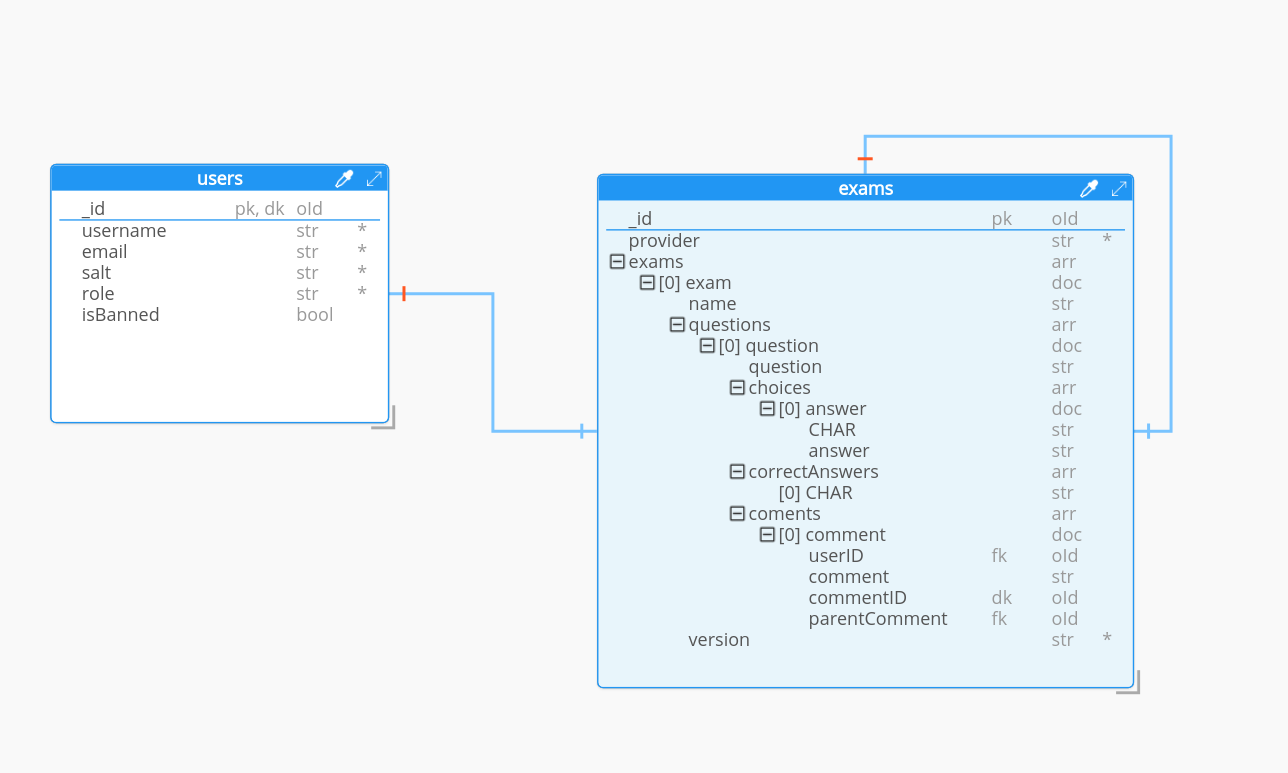 users
_id pk, dk oId
username str *
email str *
salt str *
role str *
isBanned bool
exams
_id pk oId
provider str *
exams arr
[0] exam doc
name str
questions arr
[0] question doc
question str
choices arr
[0] answer doc
CHAR str
answer str
correctAnswers arr
[0] CHAR str
coments arr
[0] comment doc
userID fk oId
comment str
commentID dk oId
parentComment fk oId
version str *